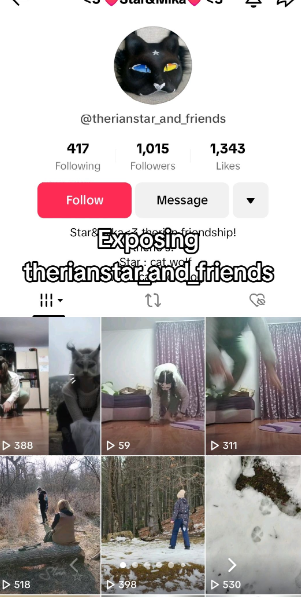 <3 ❤Star&Mika❤ <3
@therianstar_and_friends
417
Following
1,015
Followers
1,343
Likes
Follow
Message
Star&Mika<3 therian friendship!
Exposing
Star : cat wolf
therianstar_and_friends
388
59
311
518
398
530